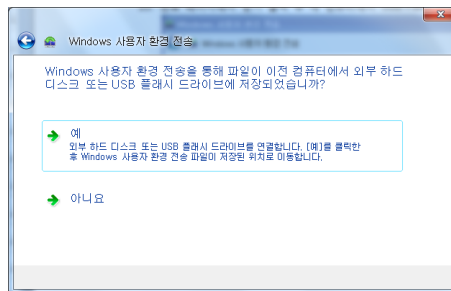 Windows 사용자 환경 전송
Windows 사용자 환경 전송을 통해 파일이 이전 컴퓨터에서 외부 하드
디스크 또는 USB 플래시 드라이브에 저장되었습니까?
예
외부 하드 디스크 또는 USB 플래시 드라이브를 연결합니다. [예]를 클릭한
후 Windows 사용자 환경 전송 파일이 저장된 위치로 이동합니다.
아니요